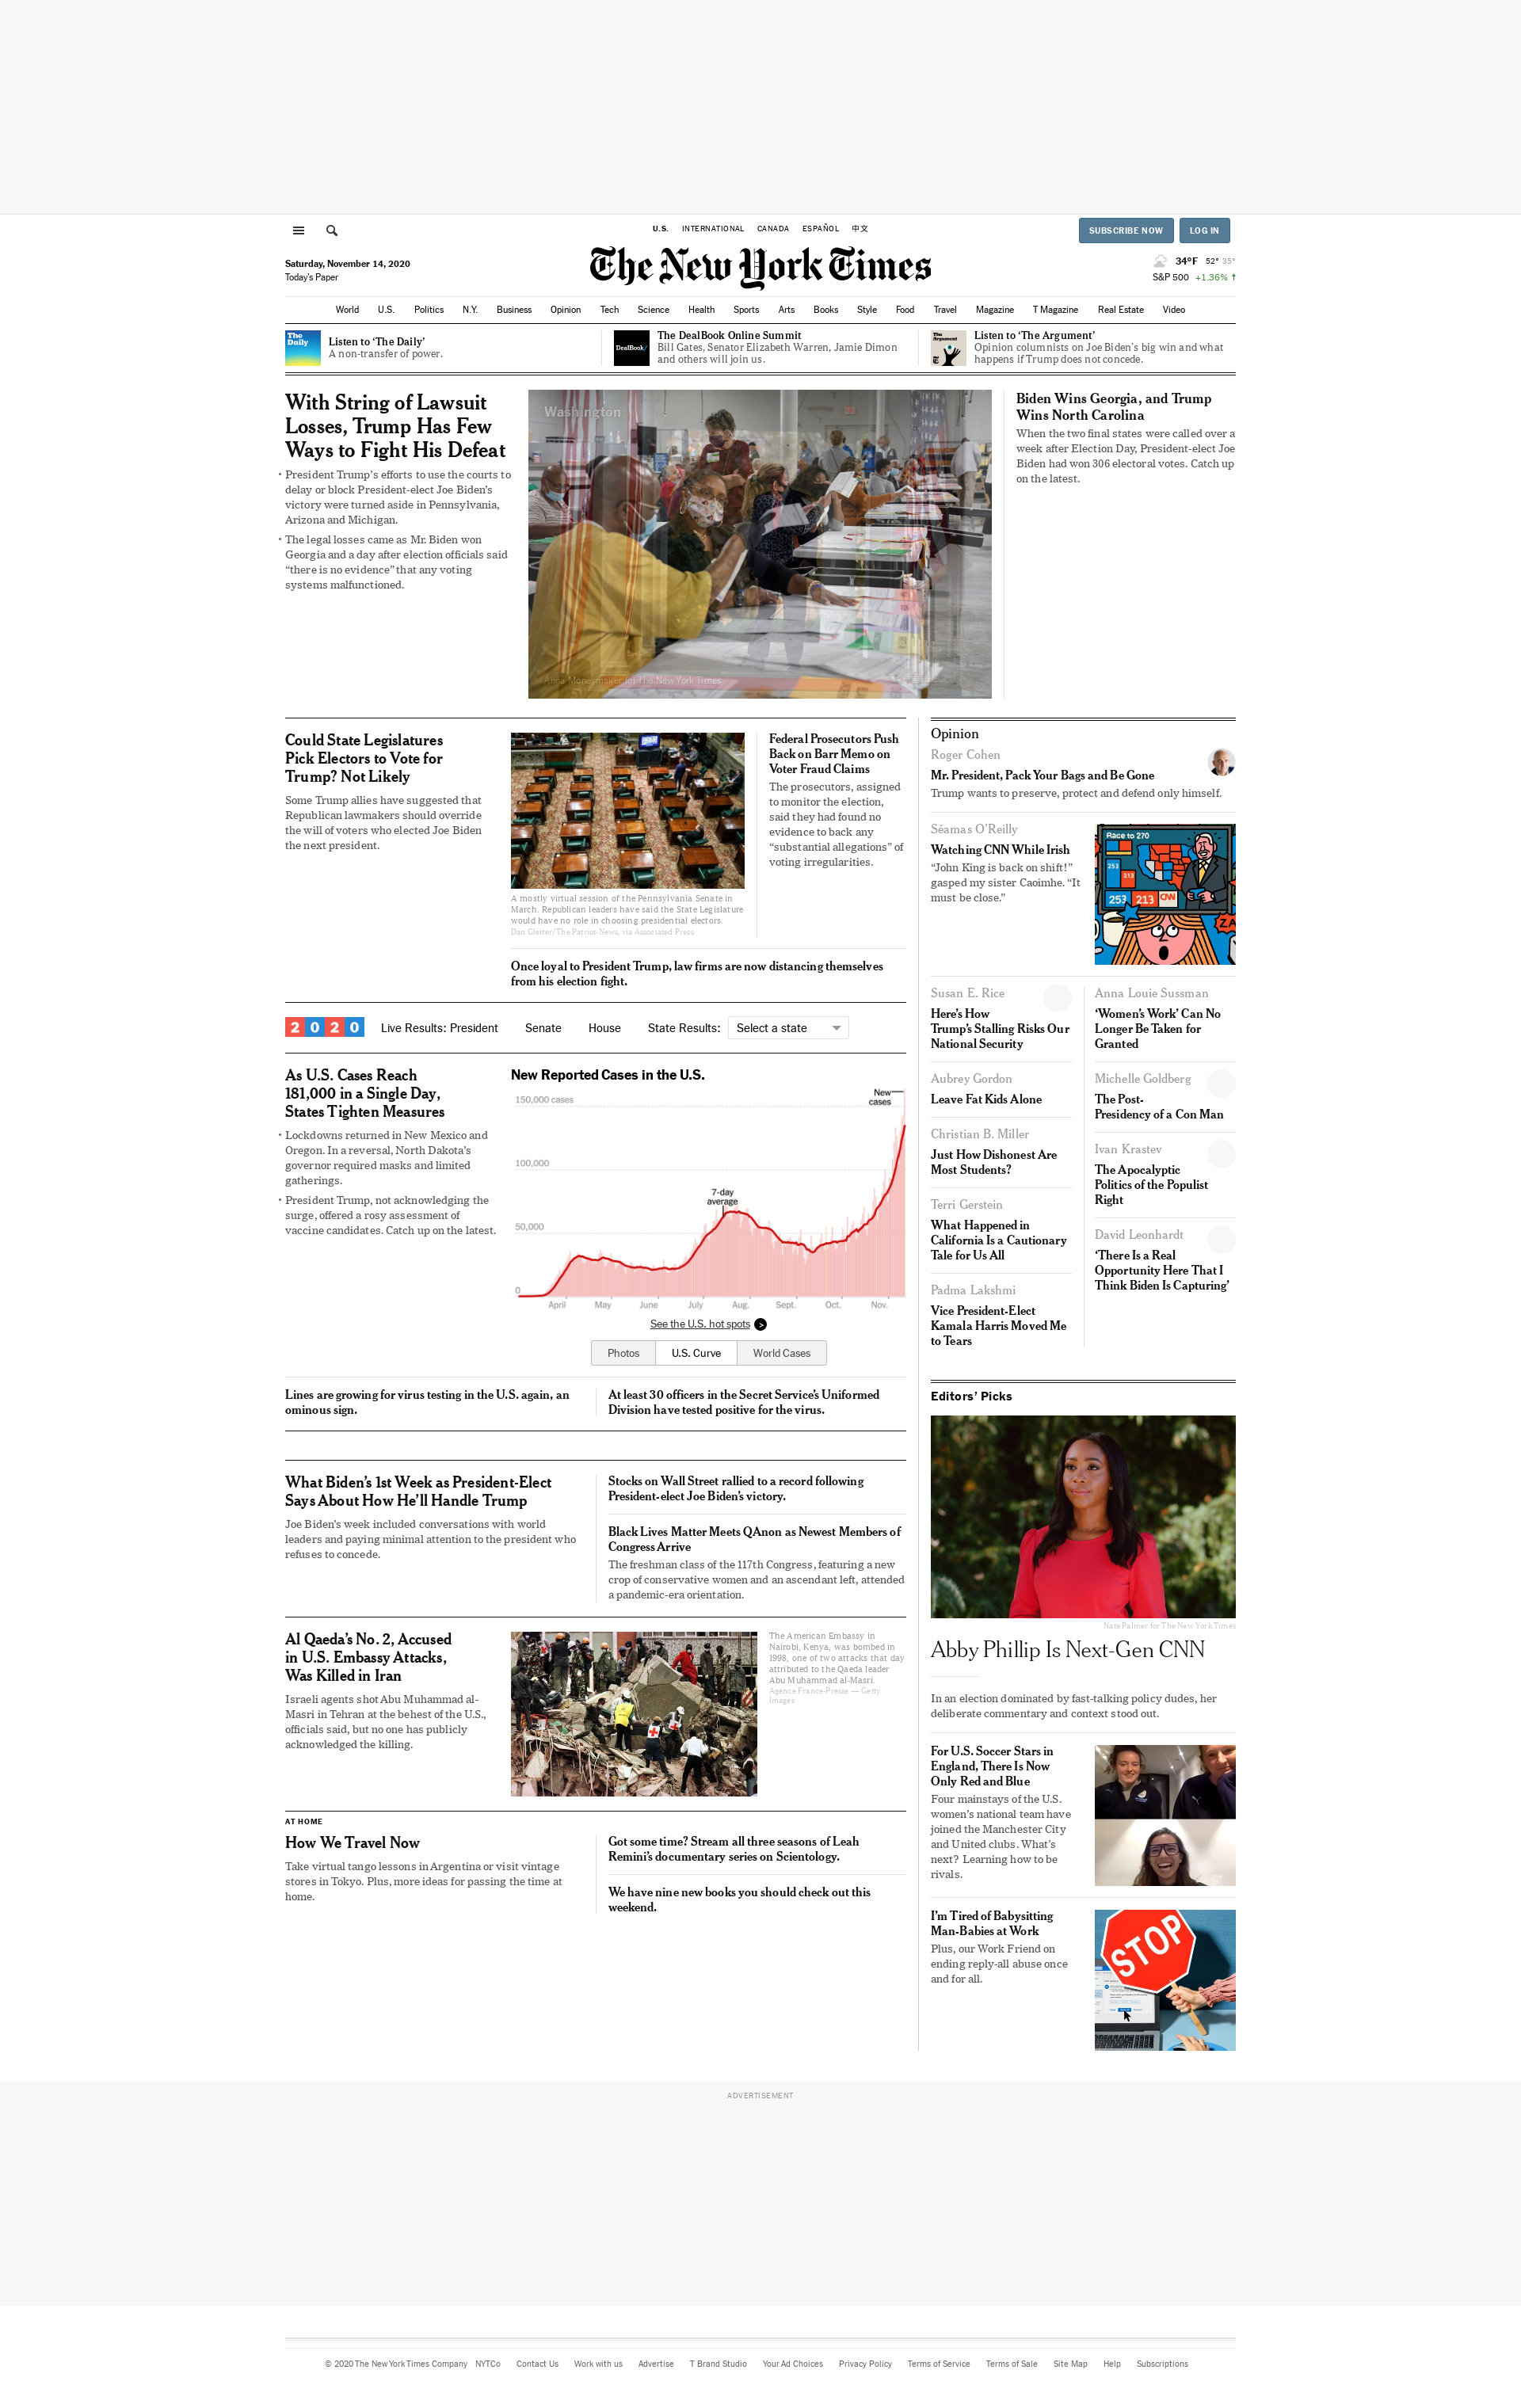 U.S. INTERNATIONAL CANADA ESPAÑOL 中文
SUBSCRIBE NOW LOG IN
Saturday, November 14, 2020
Today's Paper
The New York Times
34°F 52° 35°
S&P 500 +1.36%
World U.S. Politics N.Y. Business Opinion Tech Science Health Sports Arts Books Style Food Travel Magazine T Magazine Real Estate Video
The
Daily
Listen to ‘The Daily’
A non-transfer of power.
DealBook/
The DealBook Online Summit
Bill Gates, Senator Elizabeth Warren, Jamie Dimon
and others will join us.
The
Argument
Listen to ‘The Argument’
Opinion columnists on Joe Biden’s big win and what
happens if Trump does not concede.
With String of Lawsuit
Losses, Trump Has Few
Ways to Fight His Defeat
• President Trump’s efforts to use the courts to
delay or block President-elect Joe Biden’s
victory were turned aside in Pennsylvania,
Arizona and Michigan.
• The legal losses came as Mr. Biden won
Georgia and a day after election officials said
“there is no evidence” that any voting
systems malfunctioned.
Washington
Anna Moneymaker for The New York Times
Biden Wins Georgia, and Trump
Wins North Carolina
When the two final states were called over a
week after Election Day, President-elect Joe
Biden had won 306 electoral votes. Catch up
on the latest.
Could State Legislatures
Pick Electors to Vote for
Trump? Not Likely
Some Trump allies have suggested that
Republican lawmakers should override
the will of voters who elected Joe Biden
the next president.
A mostly virtual session of the Pennsylvania Senate in
March. Republican leaders have said the State Legislature
would have no role in choosing presidential electors.
Dan Gleiter/The Patriot-News, via Associated Press
Federal Prosecutors Push
Back on Barr Memo on
Voter Fraud Claims
The prosecutors, assigned
to monitor the election,
said they had found no
evidence to back any
“substantial allegations” of
voting irregularities.
Once loyal to President Trump, law firms are now distancing themselves
from his election fight.
2020 Live Results: President Senate House State Results: Select a state
As U.S. Cases Reach
181,000 in a Single Day,
States Tighten Measures
• Lockdowns returned in New Mexico and
Oregon. In a reversal, North Dakota’s
governor required masks and limited
gatherings.
• President Trump, not acknowledging the
surge, offered a rosy assessment of
vaccine candidates. Catch up on the latest.
New Reported Cases in the U.S.
New
cases
150,000 cases
100,000
7-day
average
50,000
0
April May June July Aug. Sept. Oct. Nov.
See the U.S. hot spots >
Photos U.S. Curve World Cases
Lines are growing for virus testing in the U.S. again, an
ominous sign.
At least 30 officers in the Secret Service’s Uniformed
Division have tested positive for the virus.
What Biden’s 1st Week as President-Elect
Says About How He’ll Handle Trump
Joe Biden’s week included conversations with world
leaders and paying minimal attention to the president who
refuses to concede.
Stocks on Wall Street rallied to a record following
President-elect Joe Biden’s victory.
Black Lives Matter Meets QAnon as Newest Members of
Congress Arrive
The freshman class of the 117th Congress, featuring a new
crop of conservative women and an ascendant left, attended
a pandemic-era orientation.
Al Qaeda’s No. 2, Accused
in U.S. Embassy Attacks,
Was Killed in Iran
Israeli agents shot Abu Muhammad al-
Masri in Tehran at the behest of the U.S.,
officials said, but no one has publicly
acknowledged the killing.
The American Embassy in
Nairobi, Kenya, was bombed in
1998, one of two attacks that day
attributed to the Qaeda leader
Abu Muhammad al-Masri.
Agence France-Presse — Getty
Images
AT HOME
How We Travel Now
Take virtual tango lessons in Argentina or visit vintage
stores in Tokyo. Plus, more ideas for passing the time at
home.
Got some time? Stream all three seasons of Leah
Remini’s documentary series on Scientology.
We have nine new books you should check out this
weekend.
Opinion
Roger Cohen
Mr. President, Pack Your Bags and Be Gone
Trump wants to preserve, protect and defend only himself.
Séamas O’Reilly
Watching CNN While Irish
“John King is back on shift!”
gasped my sister Caoimhe. “It
must be close.”
Race to 270
253
213
253 213 CNN
ZA
Susan E. Rice
Here’s How
Trump’s Stalling Risks Our
National Security
Aubrey Gordon
Leave Fat Kids Alone
Christian B. Miller
Just How Dishonest Are
Most Students?
Terri Gerstein
What Happened in
California Is a Cautionary
Tale for Us All
Padma Lakshmi
Vice President-Elect
Kamala Harris Moved Me
to Tears
Anna Louie Sussman
‘Women’s Work’ Can No
Longer Be Taken for
Granted
Michelle Goldberg
The Post-
Presidency of a Con Man
Ivan Krastev
The Apocalyptic
Politics of the Populist
Right
David Leonhardt
‘There Is a Real
Opportunity Here That I
Think Biden Is Capturing’
Editors’ Picks
Nate Palmer for The New York Times
Abby Phillip Is Next-Gen CNN
In an election dominated by fast-talking policy dudes, her
deliberate commentary and context stood out.
For U.S. Soccer Stars in
England, There Is Now
Only Red and Blue
Four mainstays of the U.S.
women’s national team have
joined the Manchester City
and United clubs. What’s
next? Learning how to be
rivals.
I’m Tired of Babysitting
Man-Babies at Work
Plus, our Work Friend on
ending reply-all abuse once
and for all.
STOP
ADVERTISEMENT
© 2020 The New York Times Company NYTCo Contact Us Work with us Advertise T Brand Studio Your Ad Choices Privacy Policy Terms of Service Terms of Sale Site Map Help Subscriptions